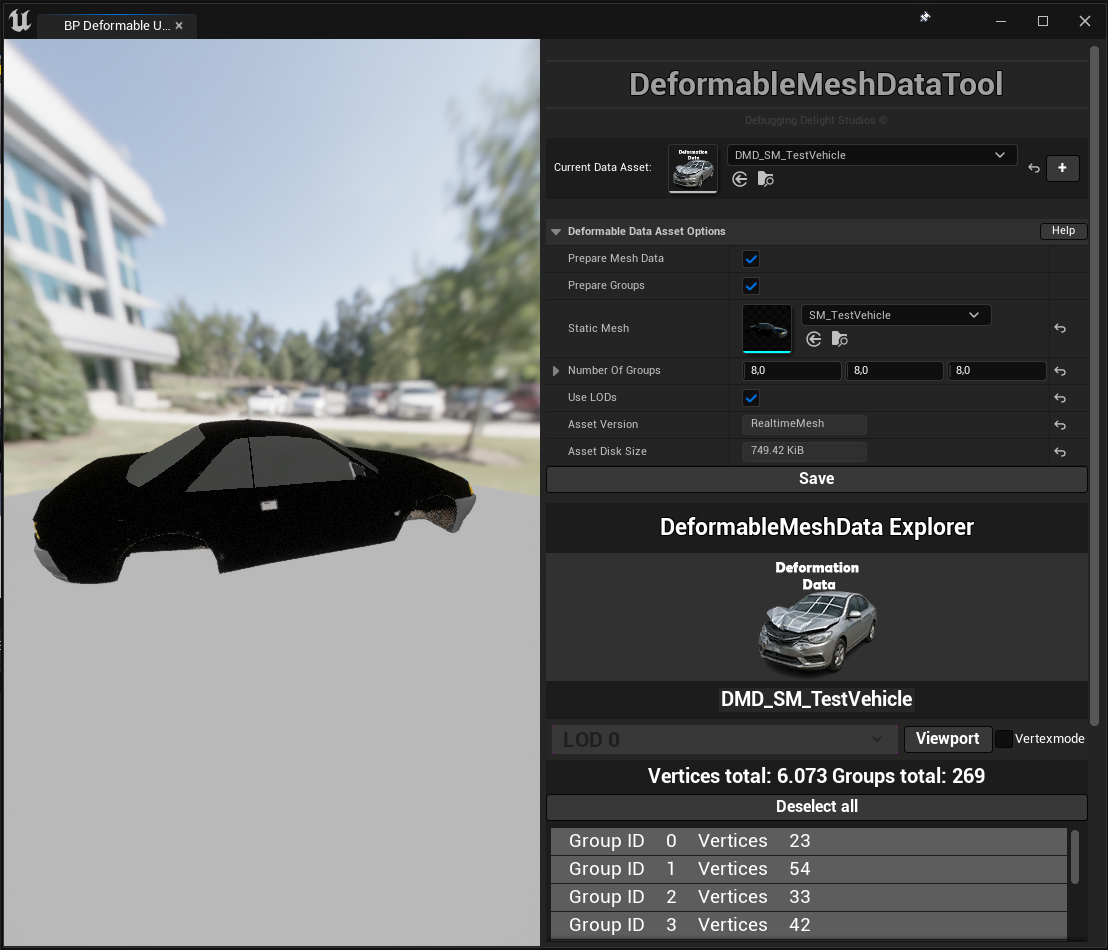 BP Deformable U...
DeformableMeshDataTool
Debugging Delight Studios ©
Current Data Asset:
Deformation
Data
DMD_SM_TestVehicle
+
Deformable Data Asset Options
Help
Prepare Mesh Data
Prepare Groups
Static Mesh
SM_TestVehicle
Number Of Groups
8,0 8,0 8,0
Use LODs
Asset Version
RealtimeMesh
Asset Disk Size
749.42 KiB
Save
DeformableMeshData Explorer
Deformation
Data
DMD_SM_TestVehicle
LOD 0
Viewport
Vertexmode
Vertices total: 6.073 Groups total: 269
Deselect all
Group ID 0 Vertices 23
Group ID 1 Vertices 54
Group ID 2 Vertices 33
Group ID 3 Vertices 42